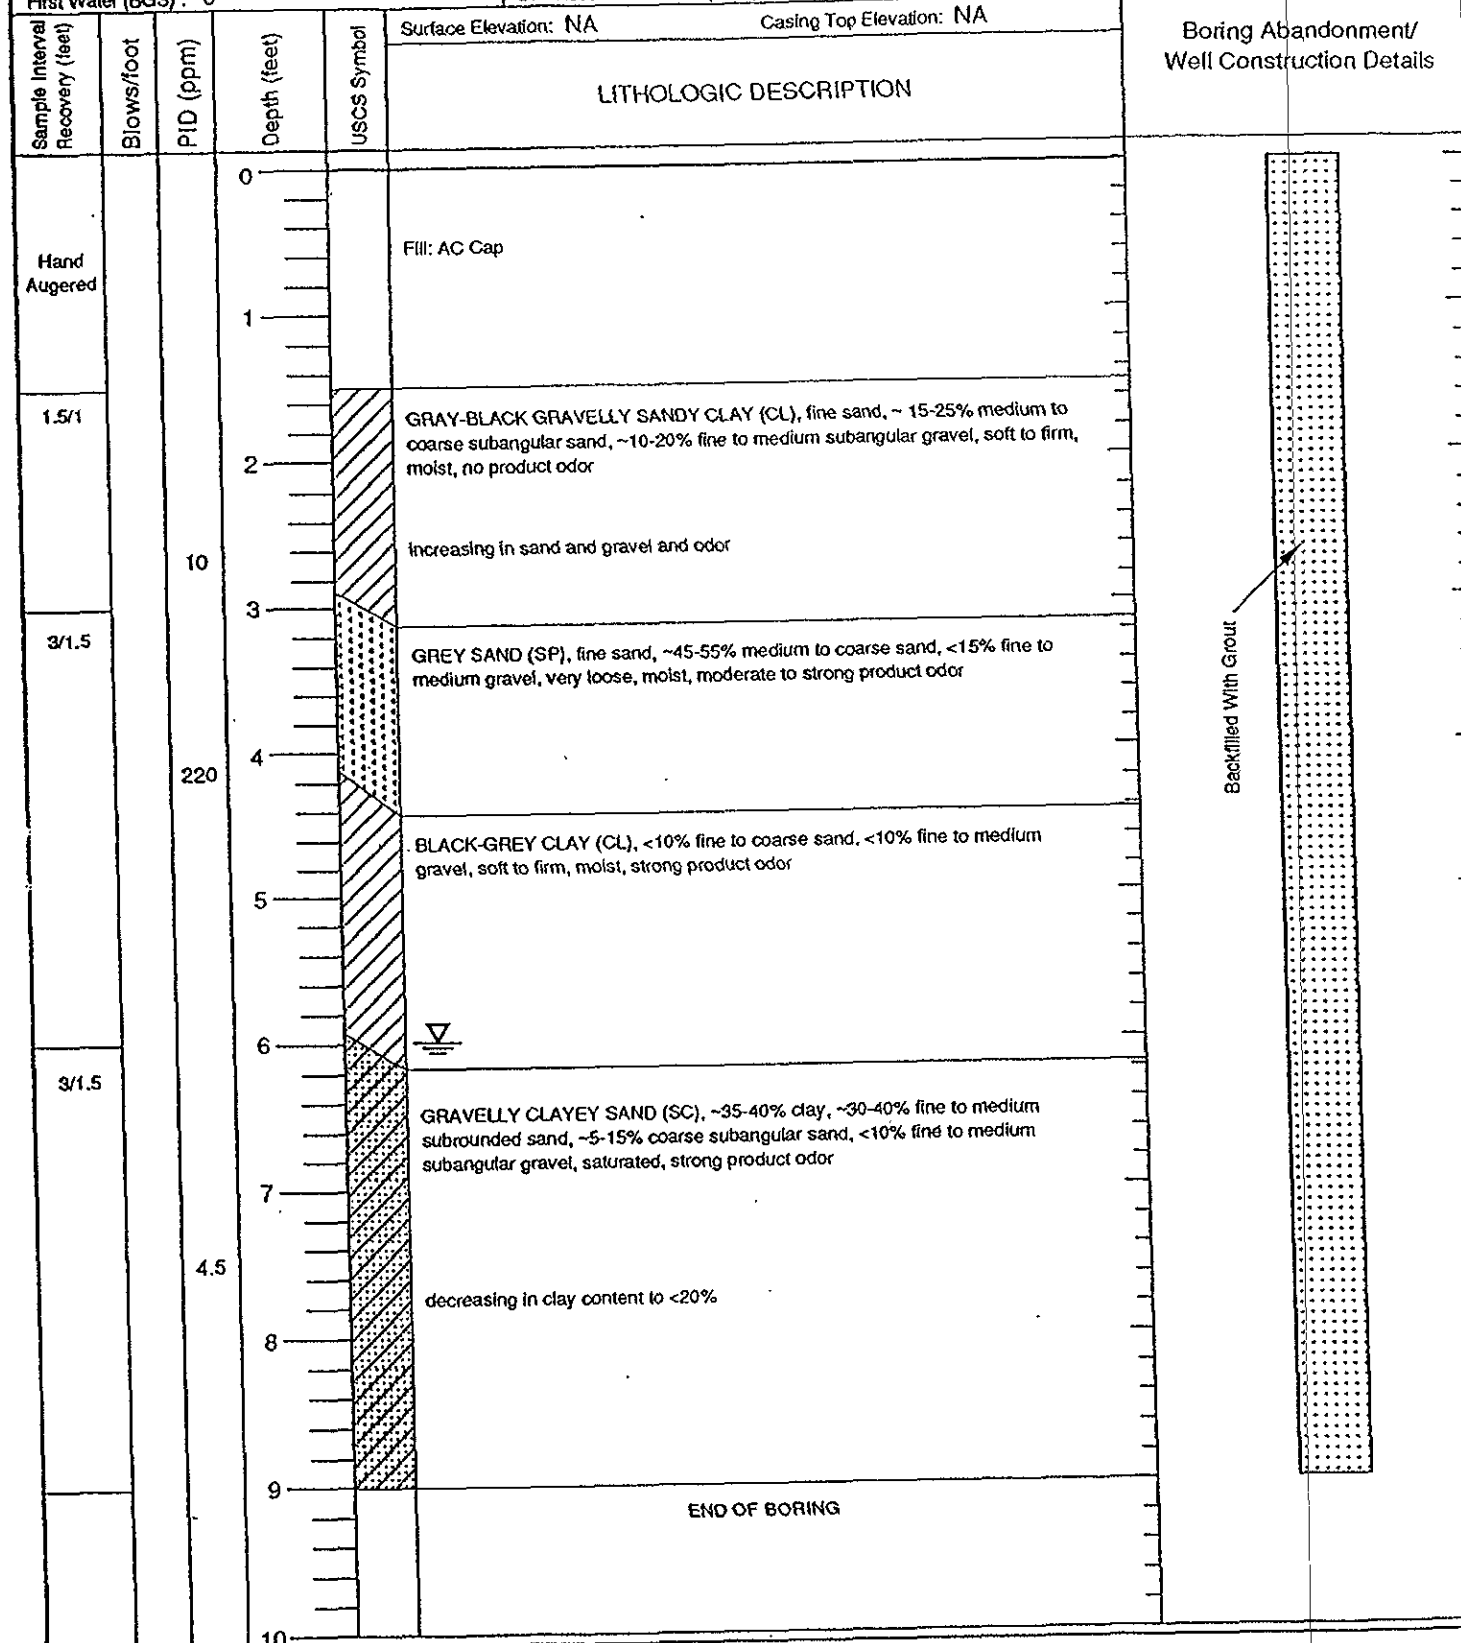 First Water (BGS) :
Surface Elevation: NA
Casing Top Elevation: NA
Boring Abandonment/
Well Construction Details
Sample Interval
Recovery (feet)
Blows/foot
PID (ppm)
Depth (feet)
USCS Symbol
LITHOLOGIC DESCRIPTION
0
Hand
Augered
Fill: AC Cap
1
1.5/1
GRAY-BLACK GRAVELLY SANDY CLAY (CL), fine sand, ~ 15-25% medium to
coarse subangular sand, ~10-20% fine to medium subangular gravel, soft to firm,
moist, no product odor
2
increasing in sand and gravel and odor
10
3
3/1.5
GREY SAND (SP), fine sand, ~45-55% medium to coarse sand, <15% fine to
medium gravel, very loose, moist, moderate to strong product odor
Backfilled With Grout
4
220
BLACK-GREY CLAY (CL), <10% fine to coarse sand, <10% fine to medium
gravel, soft to firm, moist, strong product odor
5
6
3/1.5
GRAVELLY CLAYEY SAND (SC), ~35-40% clay, ~30-40% fine to medium
subrounded sand, ~5-15% coarse subangular sand, <10% fine to medium
subangular gravel, saturated, strong product odor
7
4.5
decreasing in clay content to <20%
8
9
END OF BORING
10